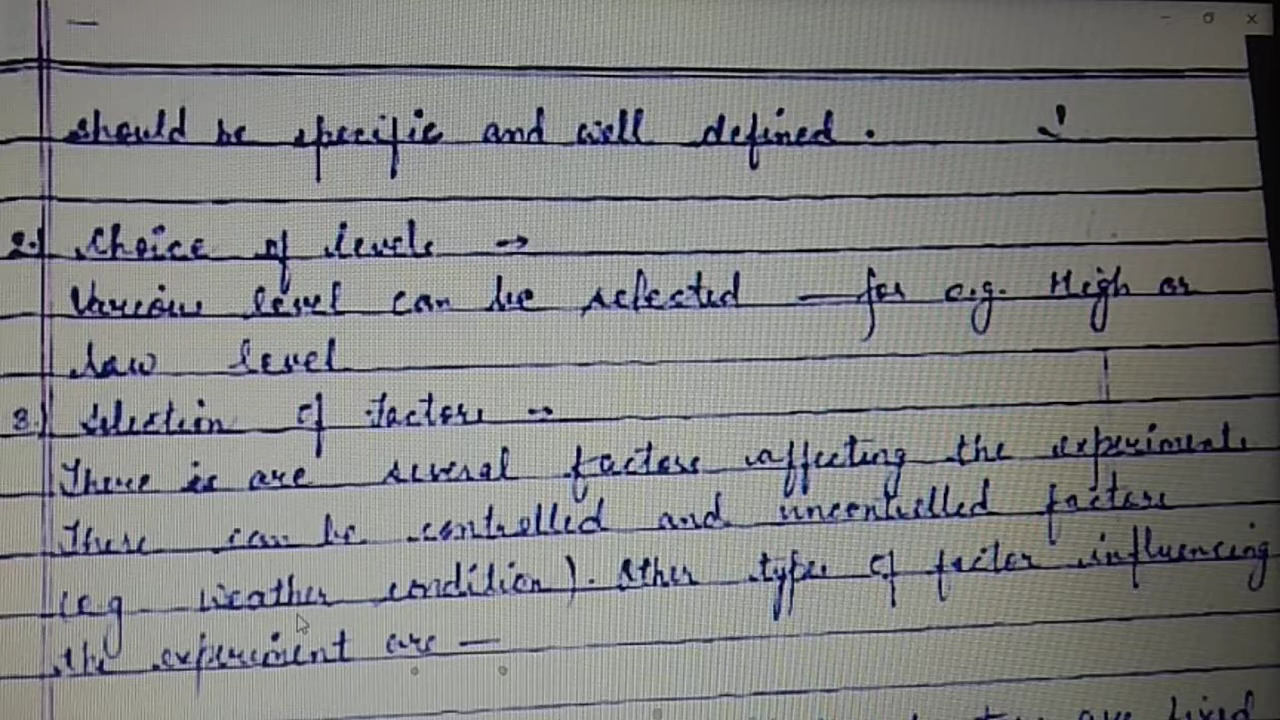 should be specific and well defined.
2.) Choice of levels →
Various level can be selected — for e.g. High or
Low level
3.) Selection of factors →
There is are several factors affecting the experiment.
These can be controlled and uncontrolled factors
(e.g weather condition). Other types of factor influencing
the experiment are —
are fixed